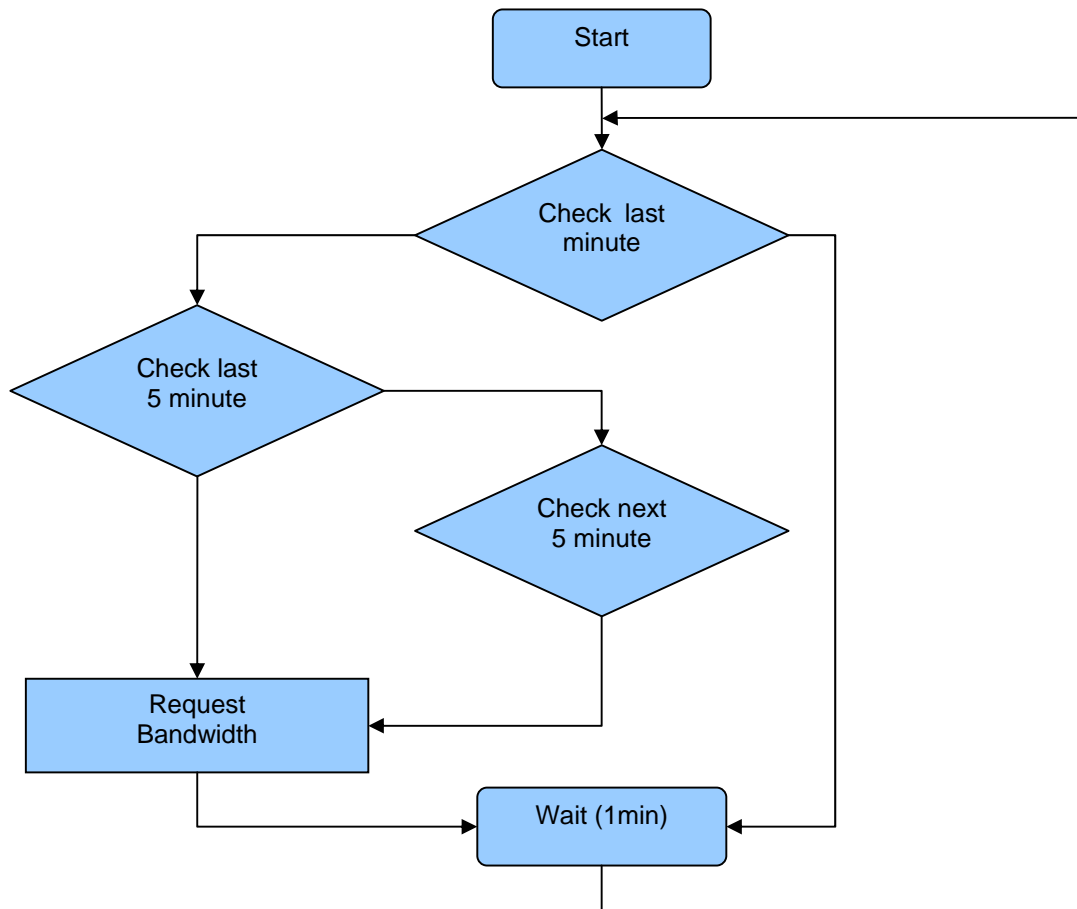 Start
Check last
minute
Check last
5 minute
Check next
5 minute
Request
Bandwidth
Wait (1min)